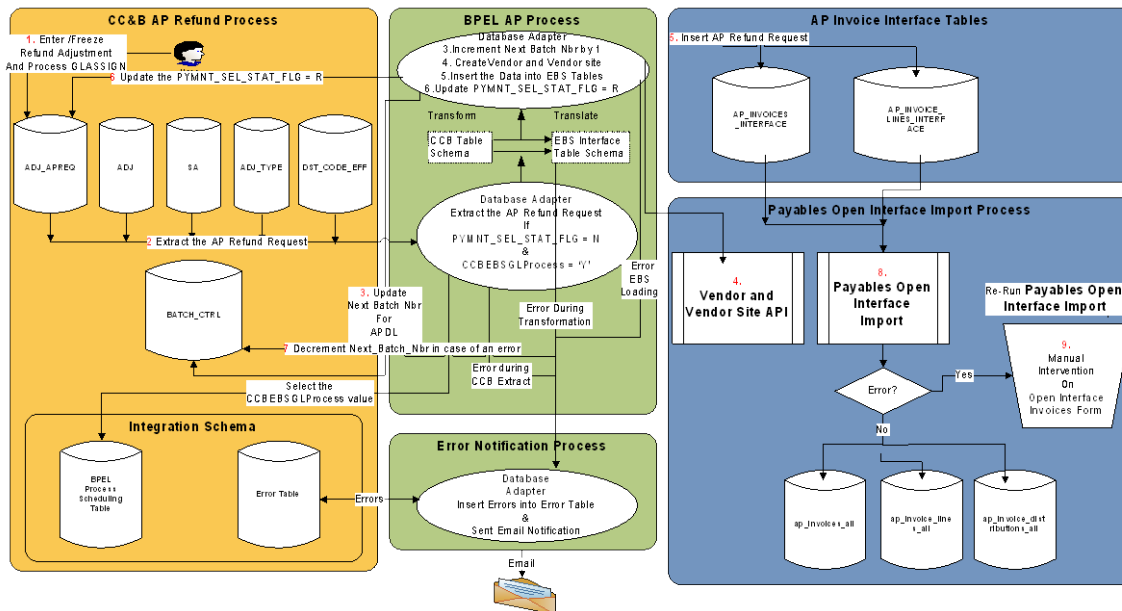 CC&B AP Refund Process
1. Enter /Freeze
Refund Adjustment
And Process GLASSIGN
6 Update the PYMNT_SEL_STAT_FLG = R
ADJ_APREQ
ADJ
SA
ADJ_TYPE
DST_CODE_EFF
2 Extract the AP Refund Request
BATCH_CTRL
3. Update
Next Batch Nbr
For
APDL
7 Decrement Next_Batch_Nbr in case of an error
Select the
CCBEBSGLProcess value
Integration Schema
BPEL
Process
Scheduling
Table
Error Table
Errors
BPEL AP Process
Database Adapter
3.Increment Next Batch Nbr by 1
4. CreateVendor and Vendor site
5.Insert the Data into EBS Tables
6.Update PYMNT_SEL_STAT_FLG = R
Transform
Translate
CCB Table
Schema
EBS Interface
Table Schema
Database Adapter
Extract the AP Refund Request
If
PYMNT_SEL_STAT_FLG = N
&
CCBEBSGLProcess = 'Y'
Error
EBS
Loading
Error During
Transformation
Error during
CCB Extract
Error Notification Process
Database
Adapter
Insert Errors into Error Table
&
Sent Email Notification
Email
AP Invoice Interface Tables
5. Insert AP Refund Request
AP_INVOICES
_INTERFACE
AP_INVOICE_
LINES_INTERF
ACE
Payables Open Interface Import Process
4.
Vendor and
Vendor Site API
8.
Payables Open
Interface
Import
Re-Run Payables Open
Interface Import
9.
Manual
Intervention
On
Open Interface
Invoices Form
Error?
Yes
No
ap_invoices_all
ap_invoice_line
s_all
ap_invoice_dist
ributions_all